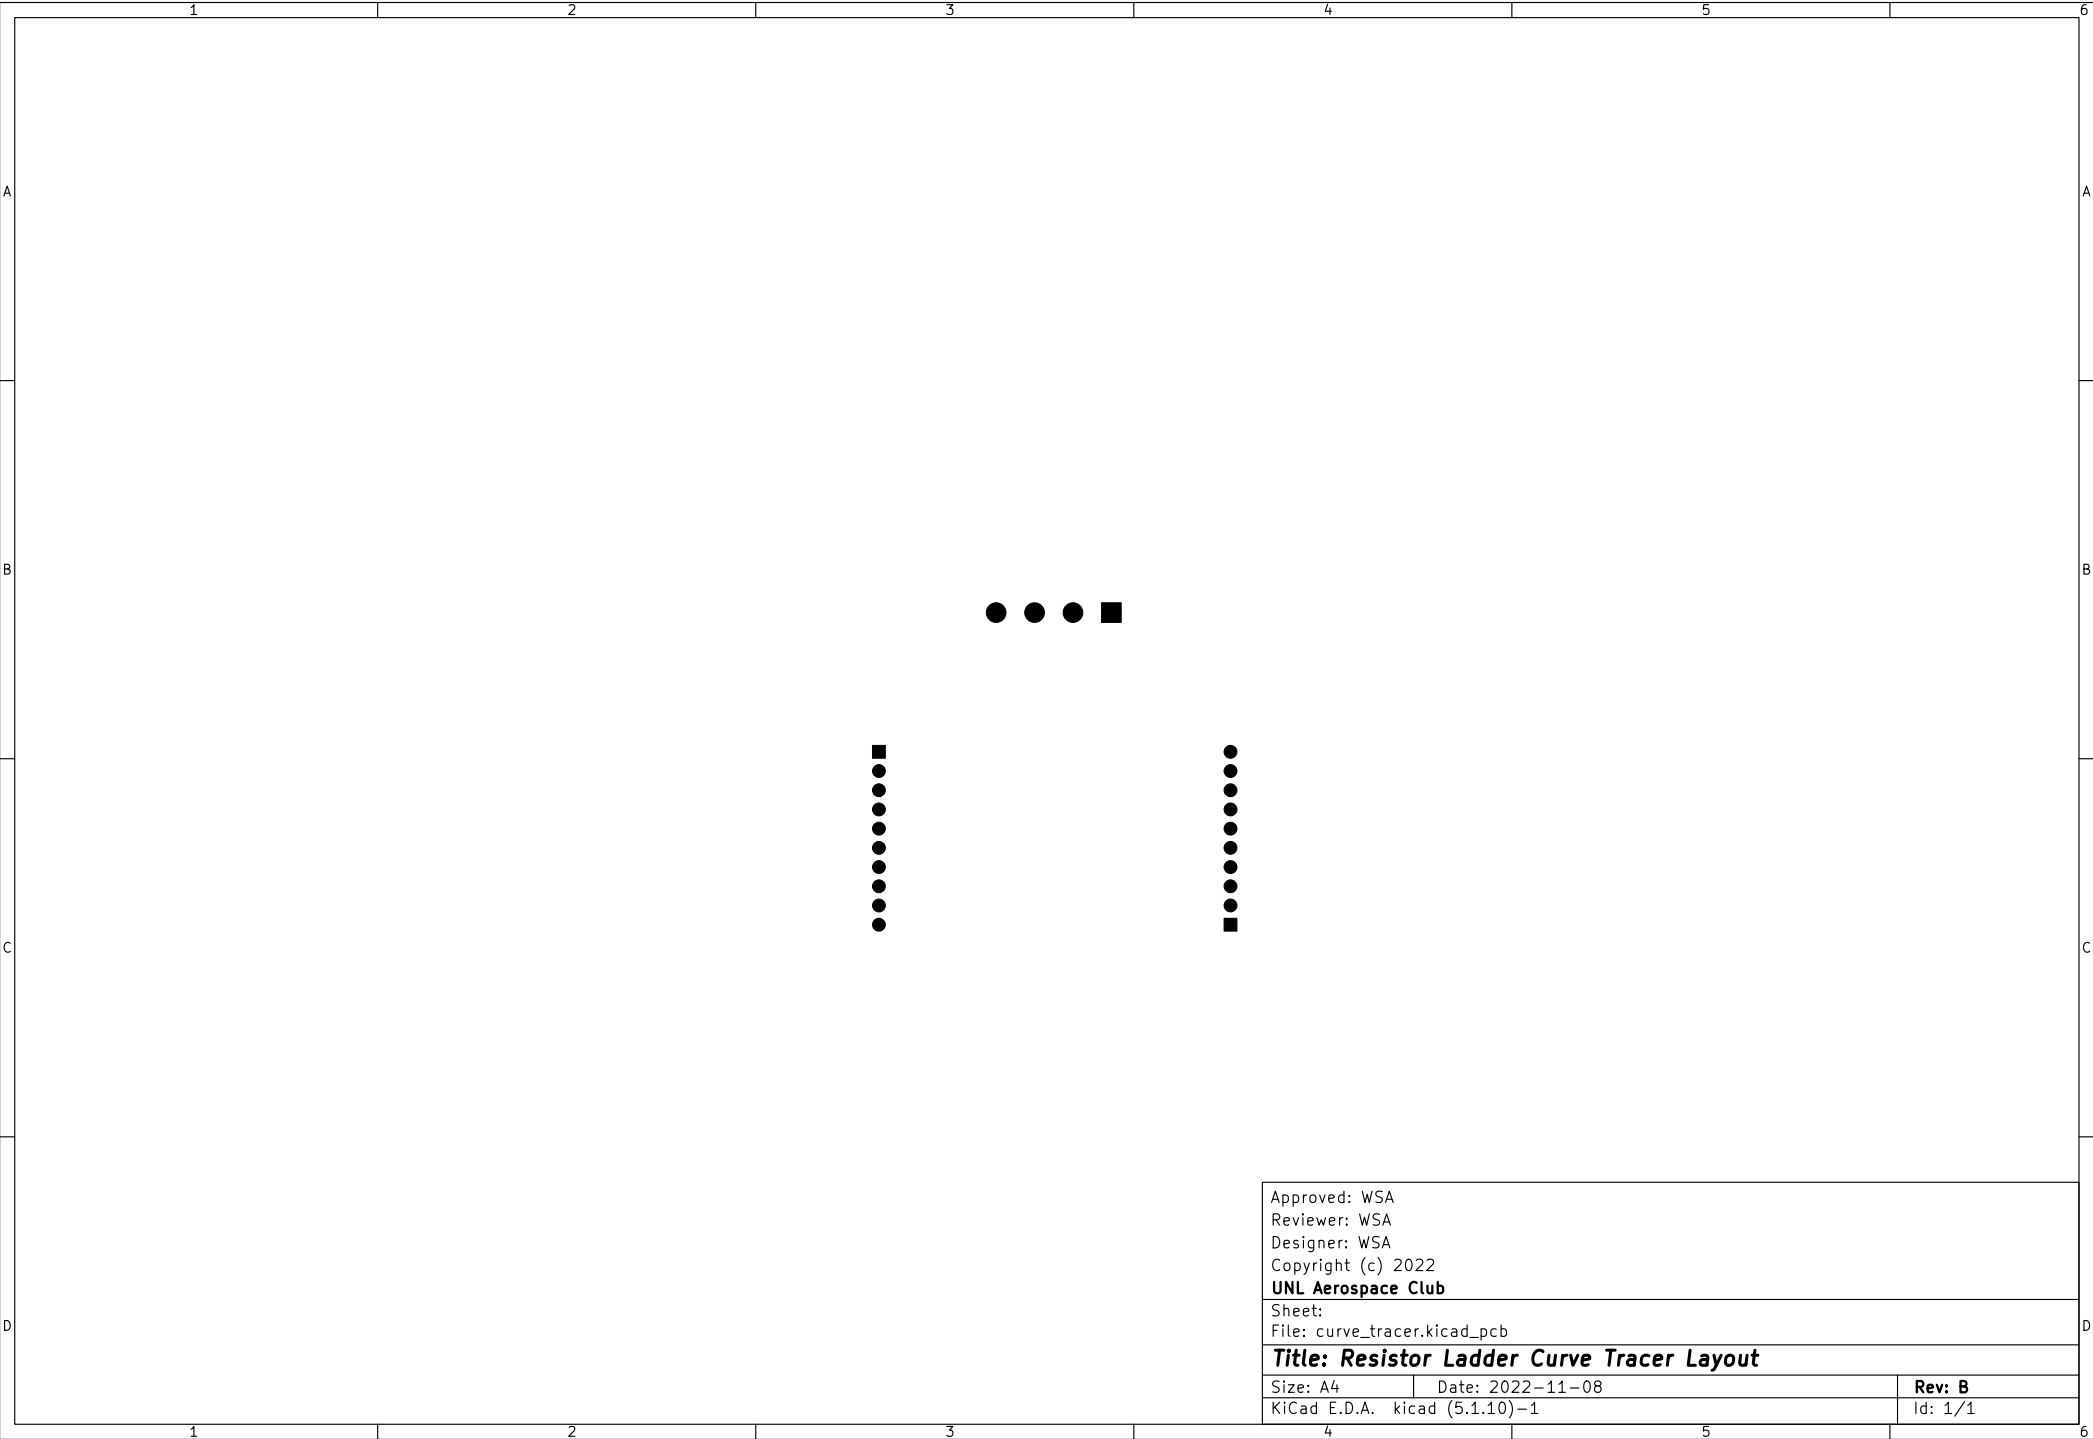 1 2 3 4 5 6
A A
B B
C C
Approved: WSA
Reviewer: WSA
Designer: WSA
Copyright (c) 2022
UNL Aerospace Club
Sheet:
File: curve_tracer.kicad_pcb
D D
Title: Resistor Ladder Curve Tracer Layout
Size: A4 Date: 2022-11-08 Rev: B
KiCad E.D.A. kicad (5.1.10)-1 Id: 1/1
1 2 3 4 5 6